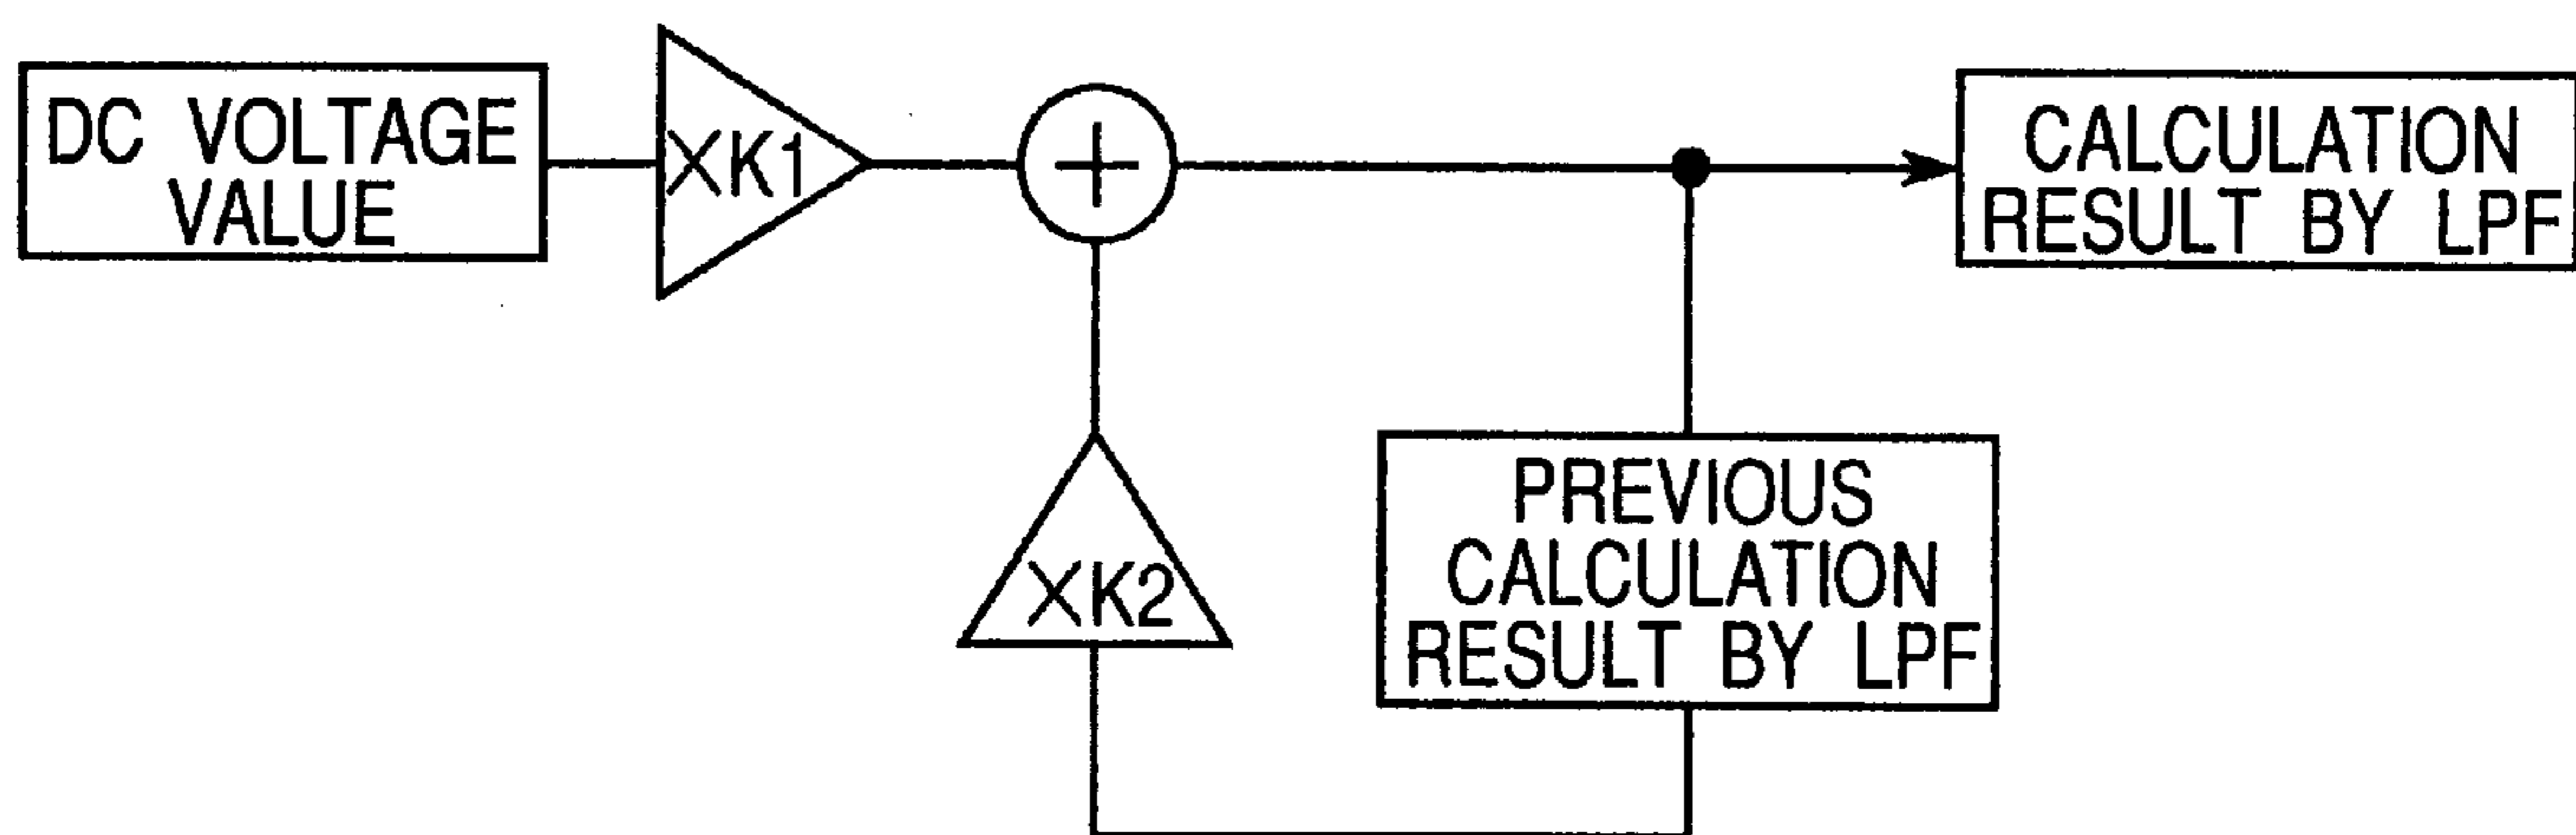 DC VOLTAGE
VALUE
XK1
+
CALCULATION
RESULT BY LPF
PREVIOUS
CALCULATION
RESULT BY LPF
XK2